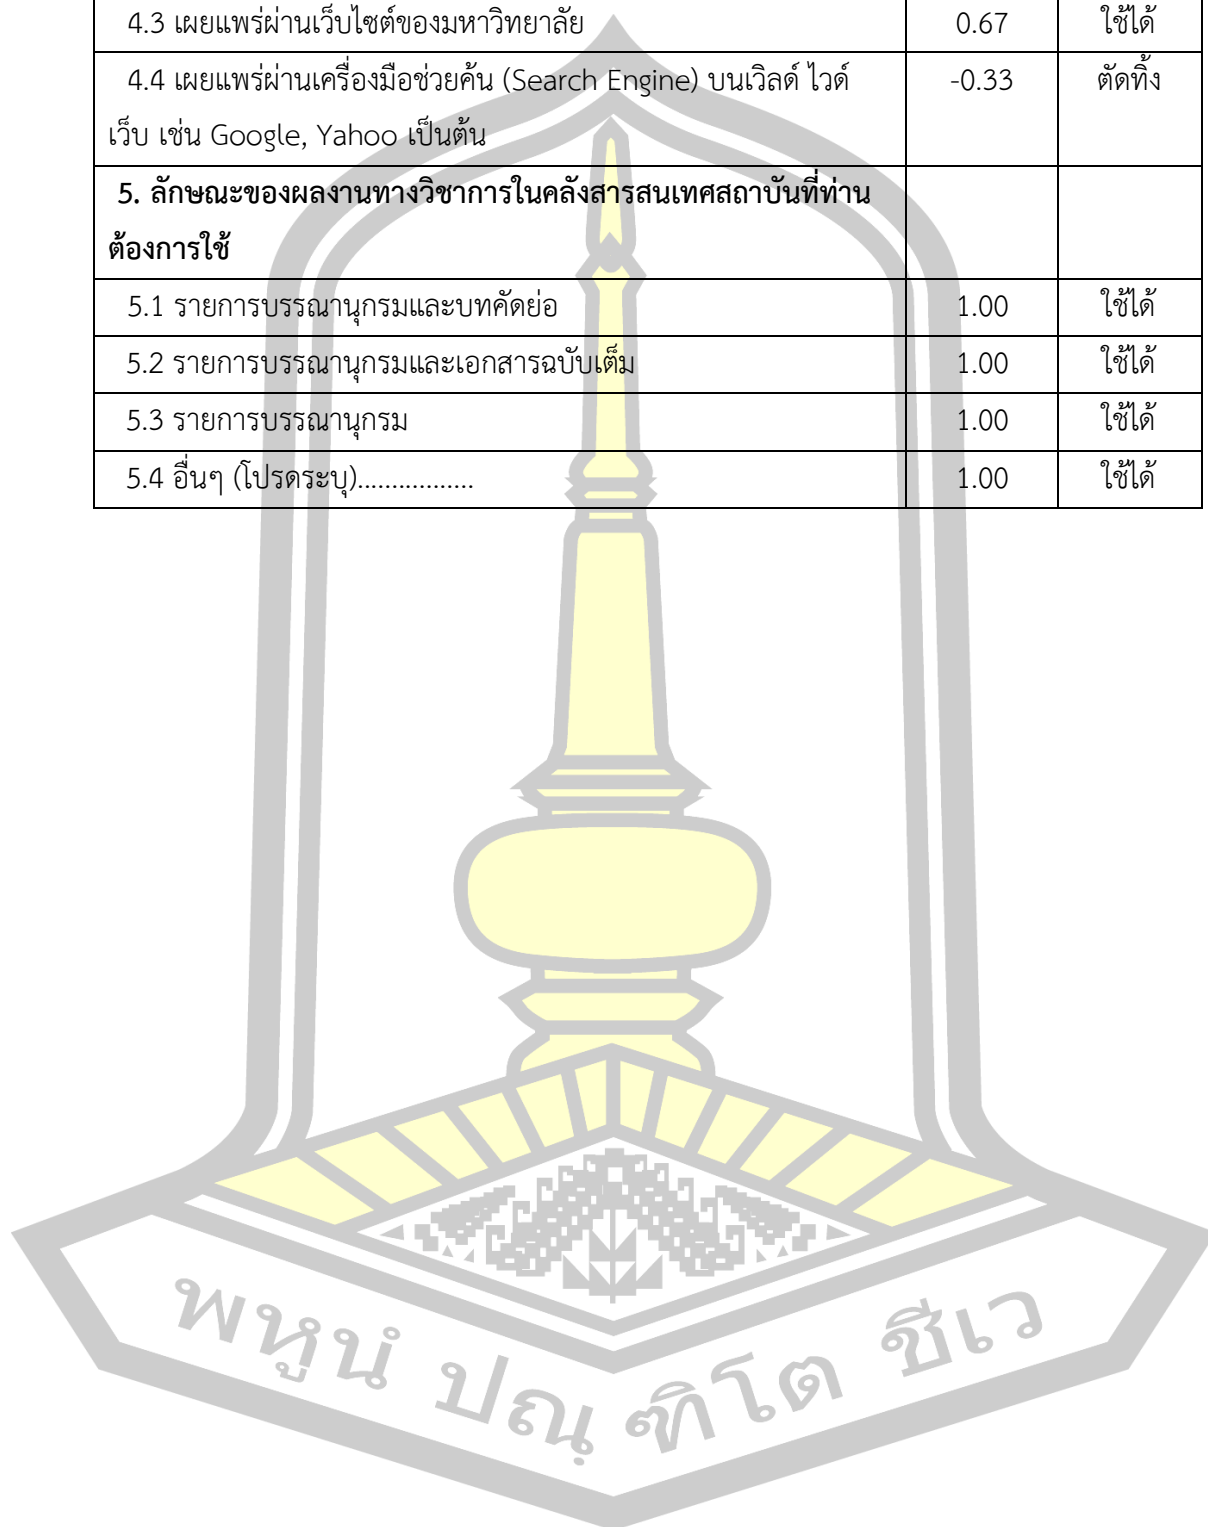 4.3 เผยแพร่ผ่านเว็บไซต์ของมหาวิทยาลัย 0.67 ใช้ได้
4.4 เผยแพร่ผ่านเครื่องมือช่วยค้น (Search Engine) บนเวิลด์ ไวด์ -0.33 ตัดทิ้ง
เว็บ เช่น Google, Yahoo เป็นต้น
5. ลักษณะของผลงานทางวิชาการในคลังสารสนเทศสถาบันที่ท่าน
ต้องการใช้
5.1 รายการบรรณานุกรมและบทคัดย่อ 1.00 ใช้ได้
5.2 รายการบรรณานุกรมและเอกสารฉบับเต็ม 1.00 ใช้ได้
5.3 รายการบรรณานุกรม 1.00 ใช้ได้
5.4 อื่นๆ (โปรดระบุ)................. 1.00 ใช้ได้
พหูนํ ปณฺฑิโต ชีเว